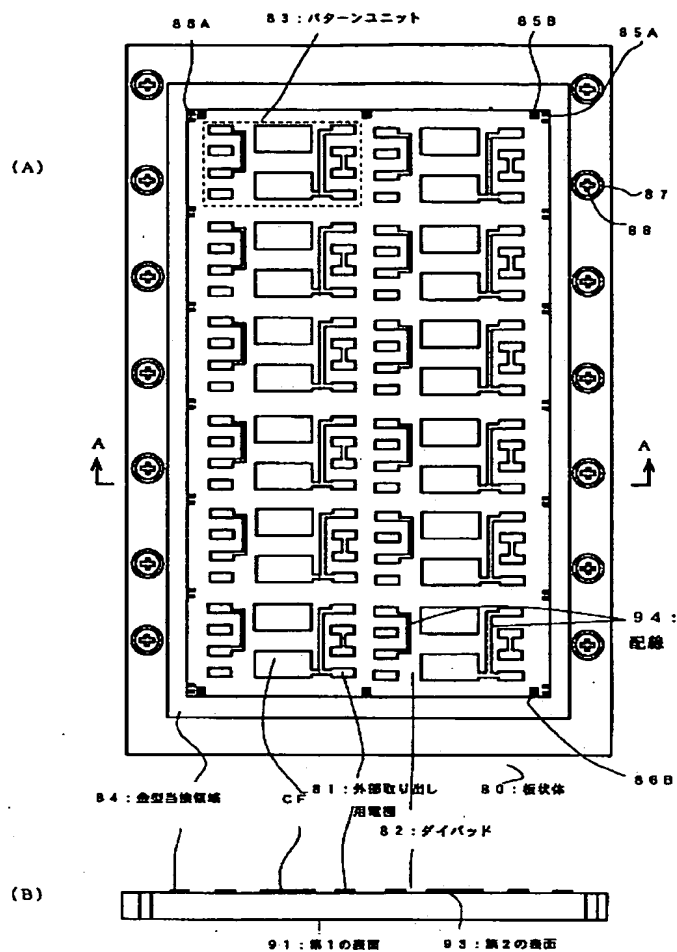 88A
83:パターンユニット
85B
85A
(A)
87
88
A
A
94:
配線
86B
84:金型当接領域
CF
81:外部取り出し
用電極
80:板状体
82:ダイパッド
(B)
91:第1の表面
93:第2の表面